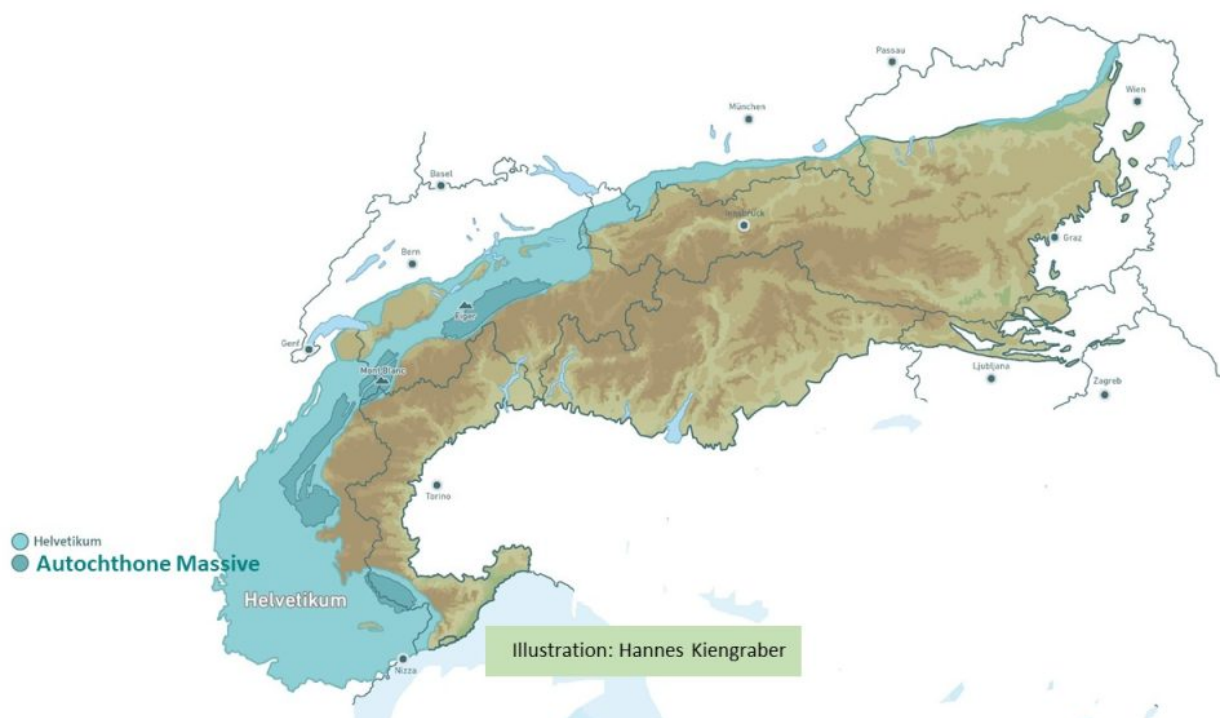 Passau
Wien
München
Basel
Innsbruck
Graz
Bern
Eiger
Genf
Mont Blanc
Ljubljana
Zagreb
Torino
Helvetikum
Autochthone Massive
Helvetikum
Illustration: Hannes Kiengraber
Nizza